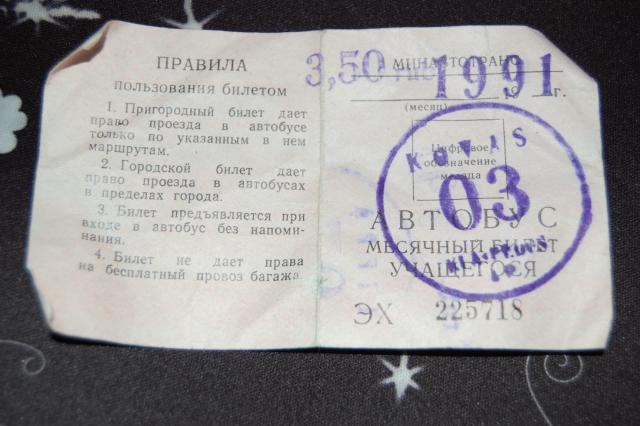 ПРАВИЛА
пользования билетом
1. Пригородный билет дает
право проезда в автобусе
только по указанным в нем
маршрутам.
2. Городской билет дает
право проезда в автобусах
в пределах города.
3. Билет предъявляется при
входе в автобус без напоми-
нания.
4. Билет не дает права
на бесплатный провоз багажа.
3,50
МИНАВТОТРАНС
1991
г.
(месяц)
Цифровое
обозначение
месяца
03
АВТОБУС
МЕСЯЧНЫЙ БИЛЕТ
УЧАЩЕГОСЯ
ЭХ 225718